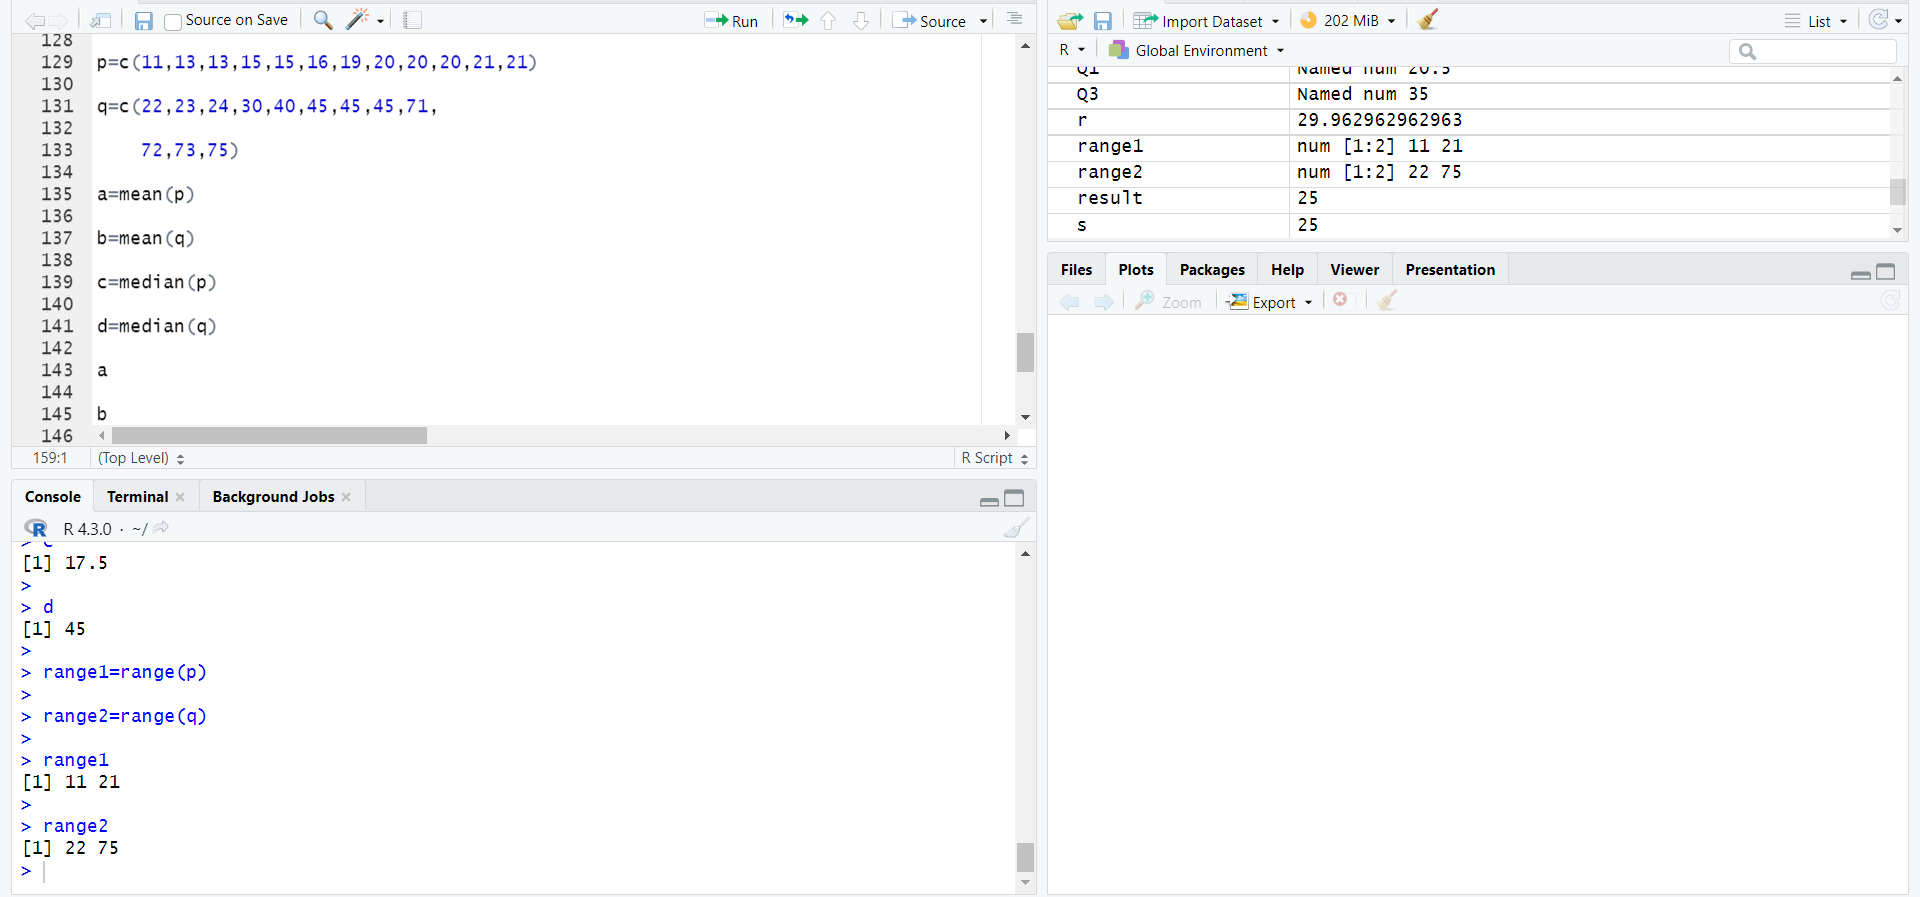 Source on Save
Run
Source
128
129 p=c(11,13,13,15,15,16,19,20,20,20,21,21)
130
131 q=c(22,23,24,30,40,45,45,45,71,
132
133 72,73,75)
134
135 a=mean(p)
136
137 b=mean(q)
138
139 c=median(p)
140
141 d=median(q)
142
143 a
144
145 b
146
159:1 (Top Level) R Script
Console Terminal Background Jobs
R R 4.3.0 · ~/
[1] 17.5
>
> d
[1] 45
>
> range1=range(p)
>
> range2=range(q)
>
> range1
[1] 11 21
>
> range2
[1] 22 75
>
Import Dataset 202 MiB List
R Global Environment
Q1 Named num 20.5
Q3 Named num 35
r 29.962962962963
range1 num [1:2] 11 21
range2 num [1:2] 22 75
result 25
s 25
Files Plots Packages Help Viewer Presentation
Zoom Export